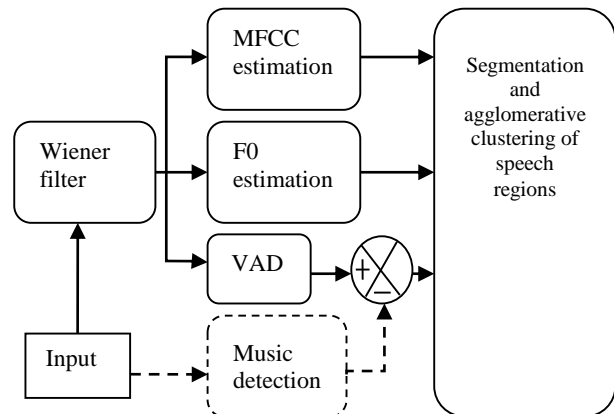 MFCC
estimation
Segmentation
and
agglomerative
clustering of
speech
regions
Wiener
filter
F0
estimation
VAD
+
−
Input
Music
detection